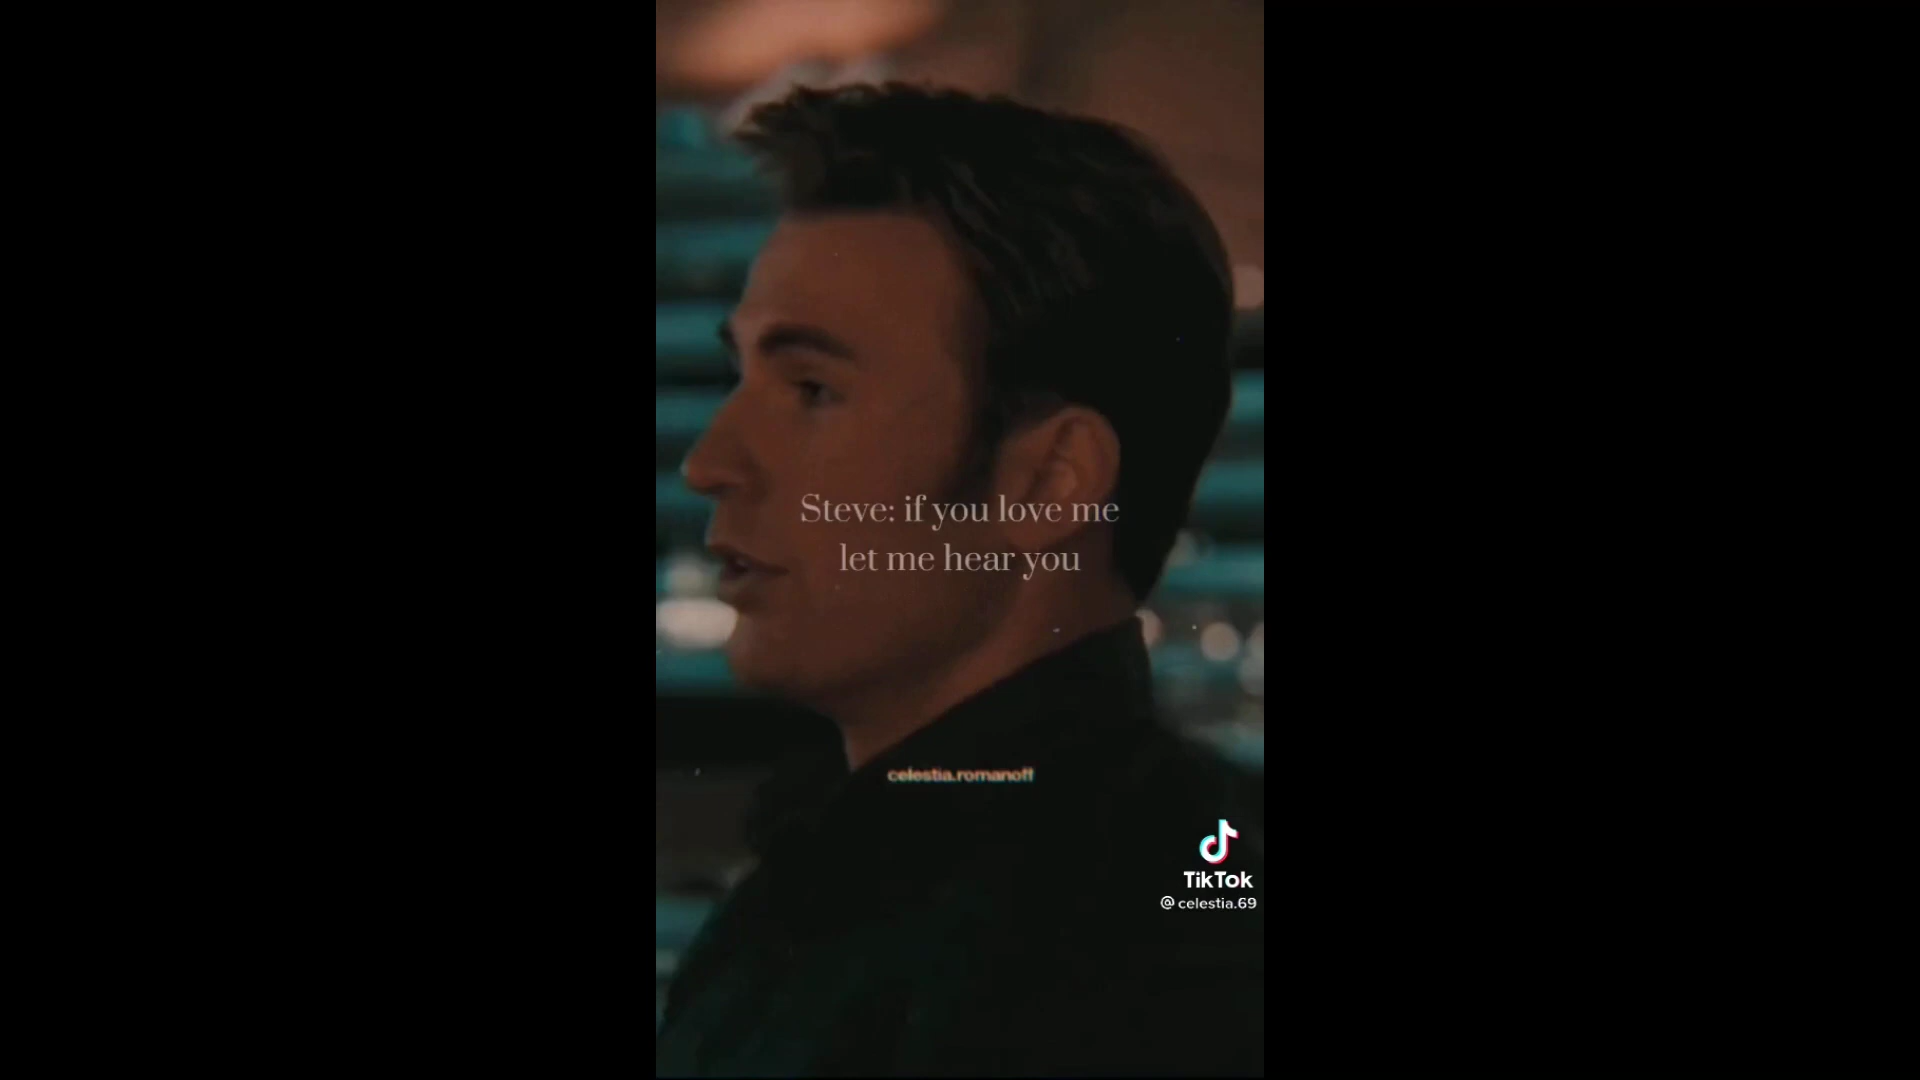 Steve: if you love me
let me hear you
celestia.romanoff
TikTok
@celestia.69